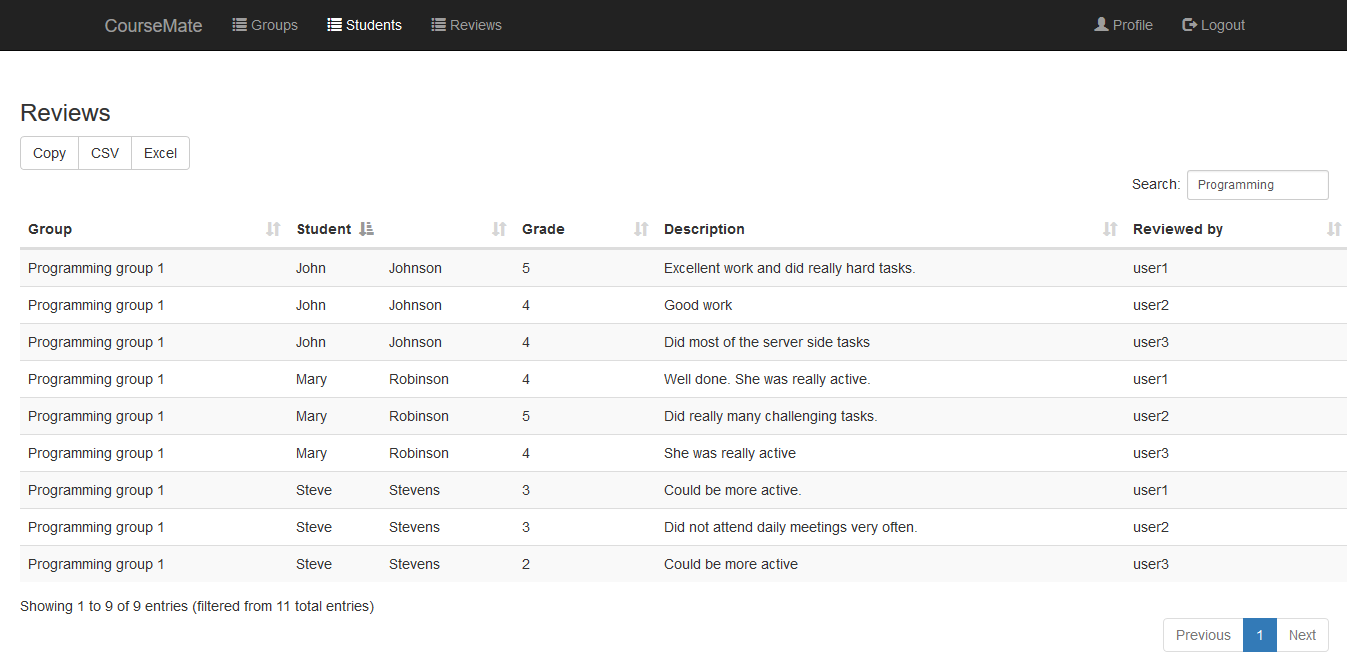 CourseMate Groups Students Reviews Profile Logout
Reviews
Copy CSV Excel
Search: Programming
Group Student Grade Description Reviewed by
Programming group 1 John Johnson 5 Excellent work and did really hard tasks. user1
Programming group 1 John Johnson 4 Good work user2
Programming group 1 John Johnson 4 Did most of the server side tasks user3
Programming group 1 Mary Robinson 4 Well done. She was really active. user1
Programming group 1 Mary Robinson 5 Did really many challenging tasks. user2
Programming group 1 Mary Robinson 4 She was really active user3
Programming group 1 Steve Stevens 3 Could be more active. user1
Programming group 1 Steve Stevens 3 Did not attend daily meetings very often. user2
Programming group 1 Steve Stevens 2 Could be more active user3
Showing 1 to 9 of 9 entries (filtered from 11 total entries)
Previous 1 Next